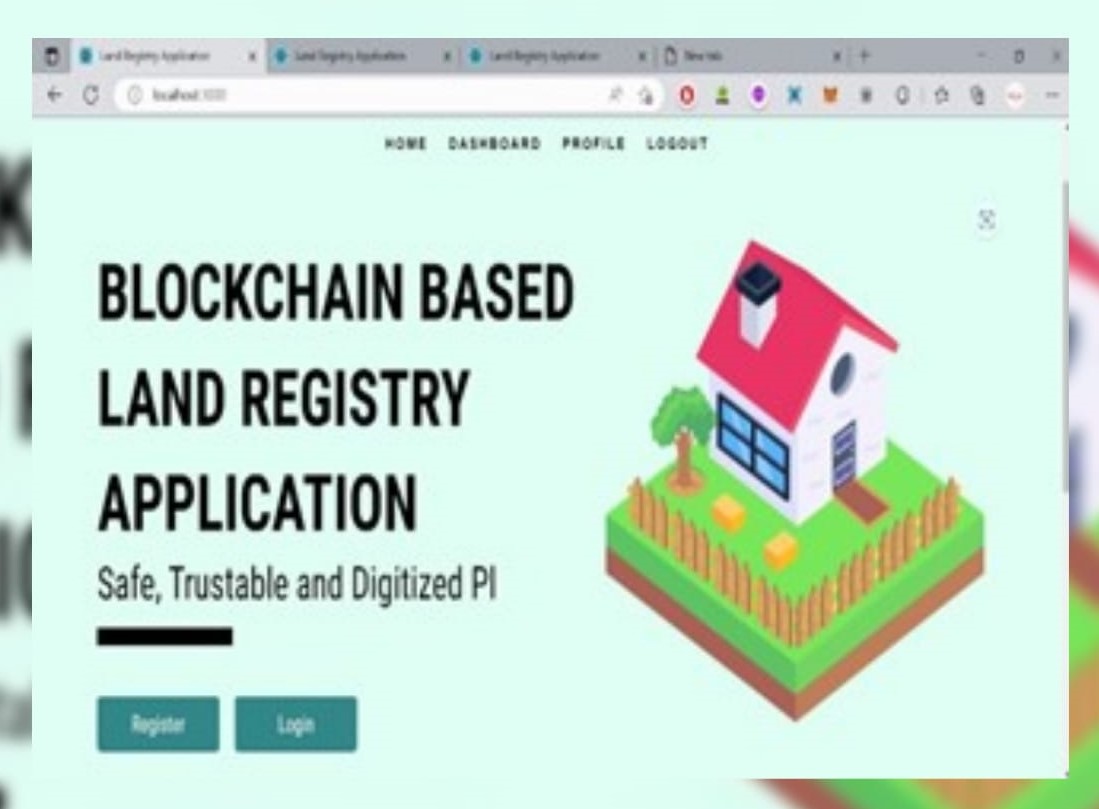 Land Registry Application
Land Registry Application
Land Registry Application
New tab
localhost:3000
HOME DASHBOARD PROFILE LOGOUT
BLOCKCHAIN BASED
LAND REGISTRY
APPLICATION
Safe, Trustable and Digitized Pl
Register
Login